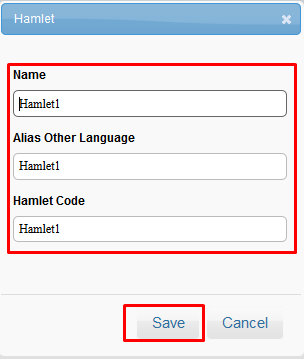 Hamlet
Name
Hamlet1
Alias Other Language
Hamlet1
Hamlet Code
Hamlet1
Save Cancel